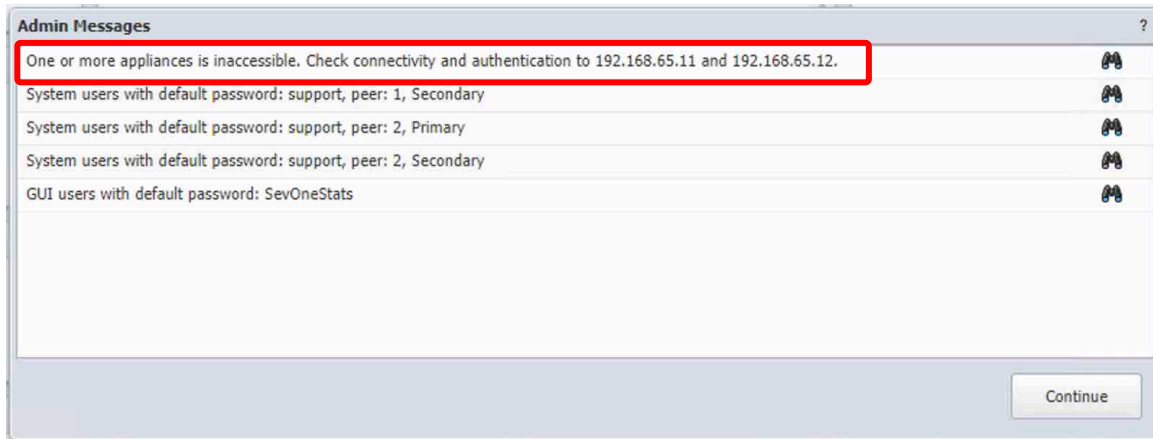 Admin Messages ?
One or more appliances is inaccessible. Check connectivity and authentication to 192.168.65.11 and 192.168.65.12.
System users with default password: support, peer: 1, Secondary
System users with default password: support, peer: 2, Primary
System users with default password: support, peer: 2, Secondary
GUI users with default password: SevOneStats
Continue